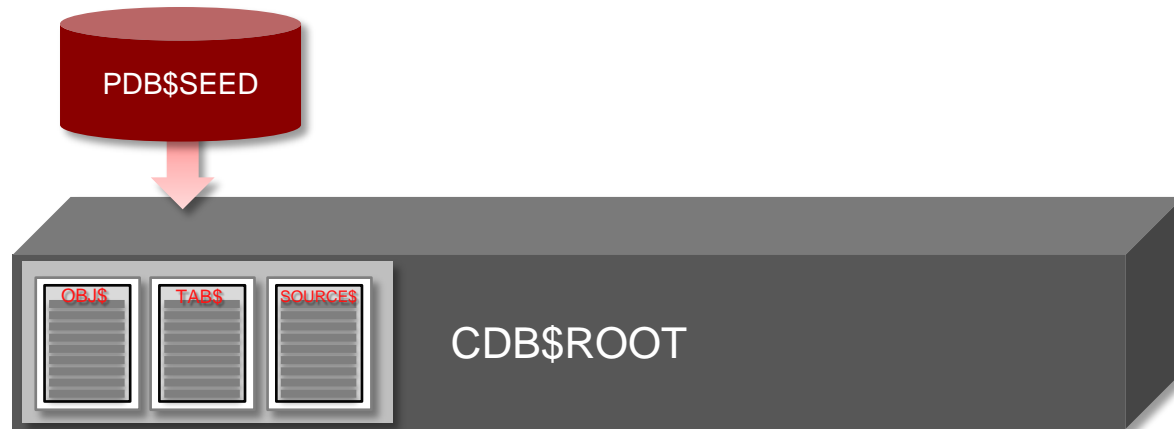 PDB$SEED
OBJ$
TAB$
SOURCE$
CDB$ROOT